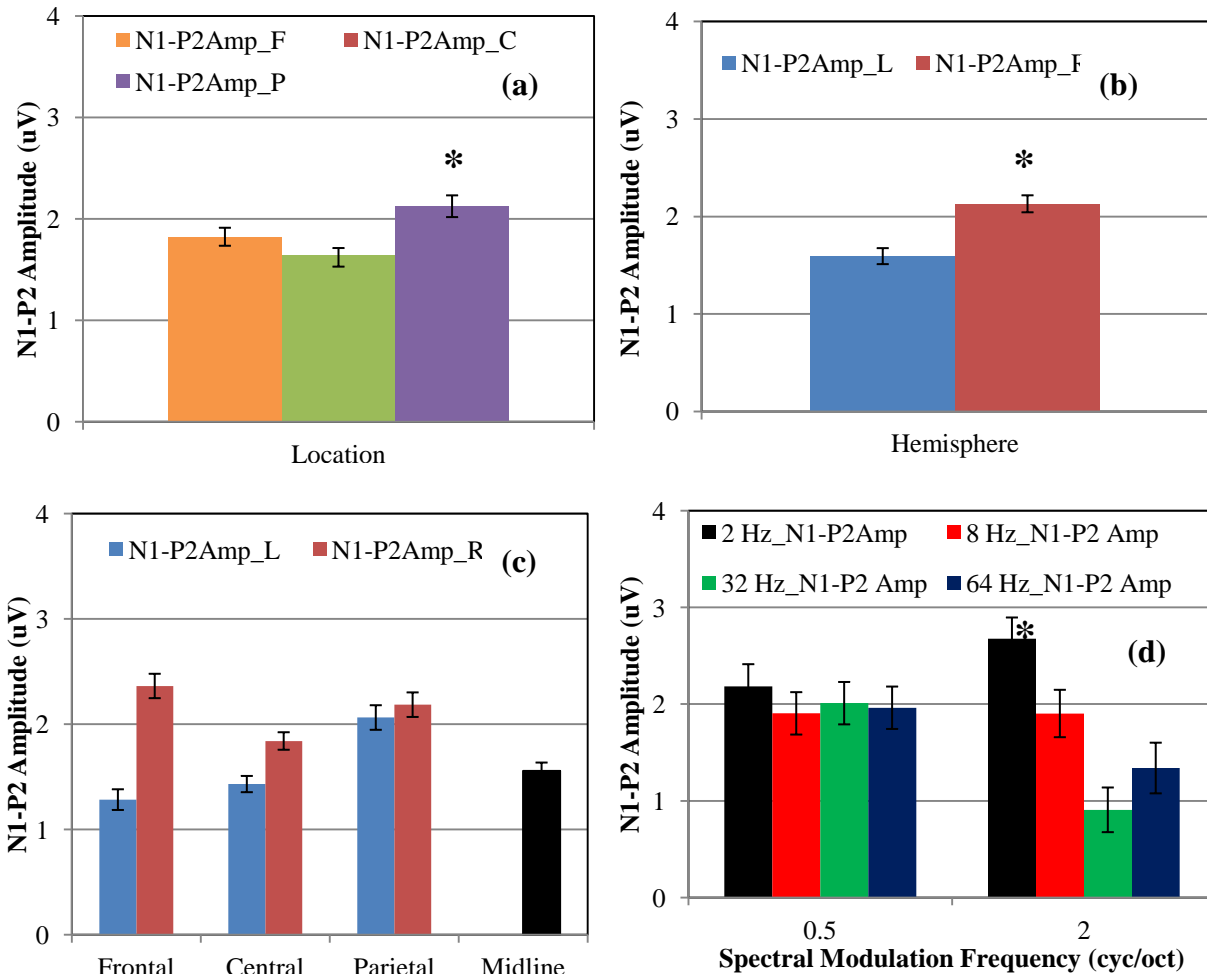 4
3
2
1
0
N1-P2 Amplitude (uV)
N1-P2Amp_F N1-P2Amp_C
N1-P2Amp_P
(a)
*
Location
4
3
2
1
0
N1-P2 Amplitude (uV)
N1-P2Amp_L N1-P2Amp_R
(b)
*
Hemisphere
4
3
2
1
0
N1-P2 Amplitude (uV)
N1-P2Amp_L N1-P2Amp_R
(c)
Frontal Central Parietal Midline
4
3
2
1
0
N1-P2 Amplitude (uV)
2 Hz_N1-P2Amp 8 Hz_N1-P2 Amp
32 Hz_N1-P2 Amp 64 Hz_N1-P2 Amp
*
(d)
0.5 2
Spectral Modulation Frequency (cyc/oct)